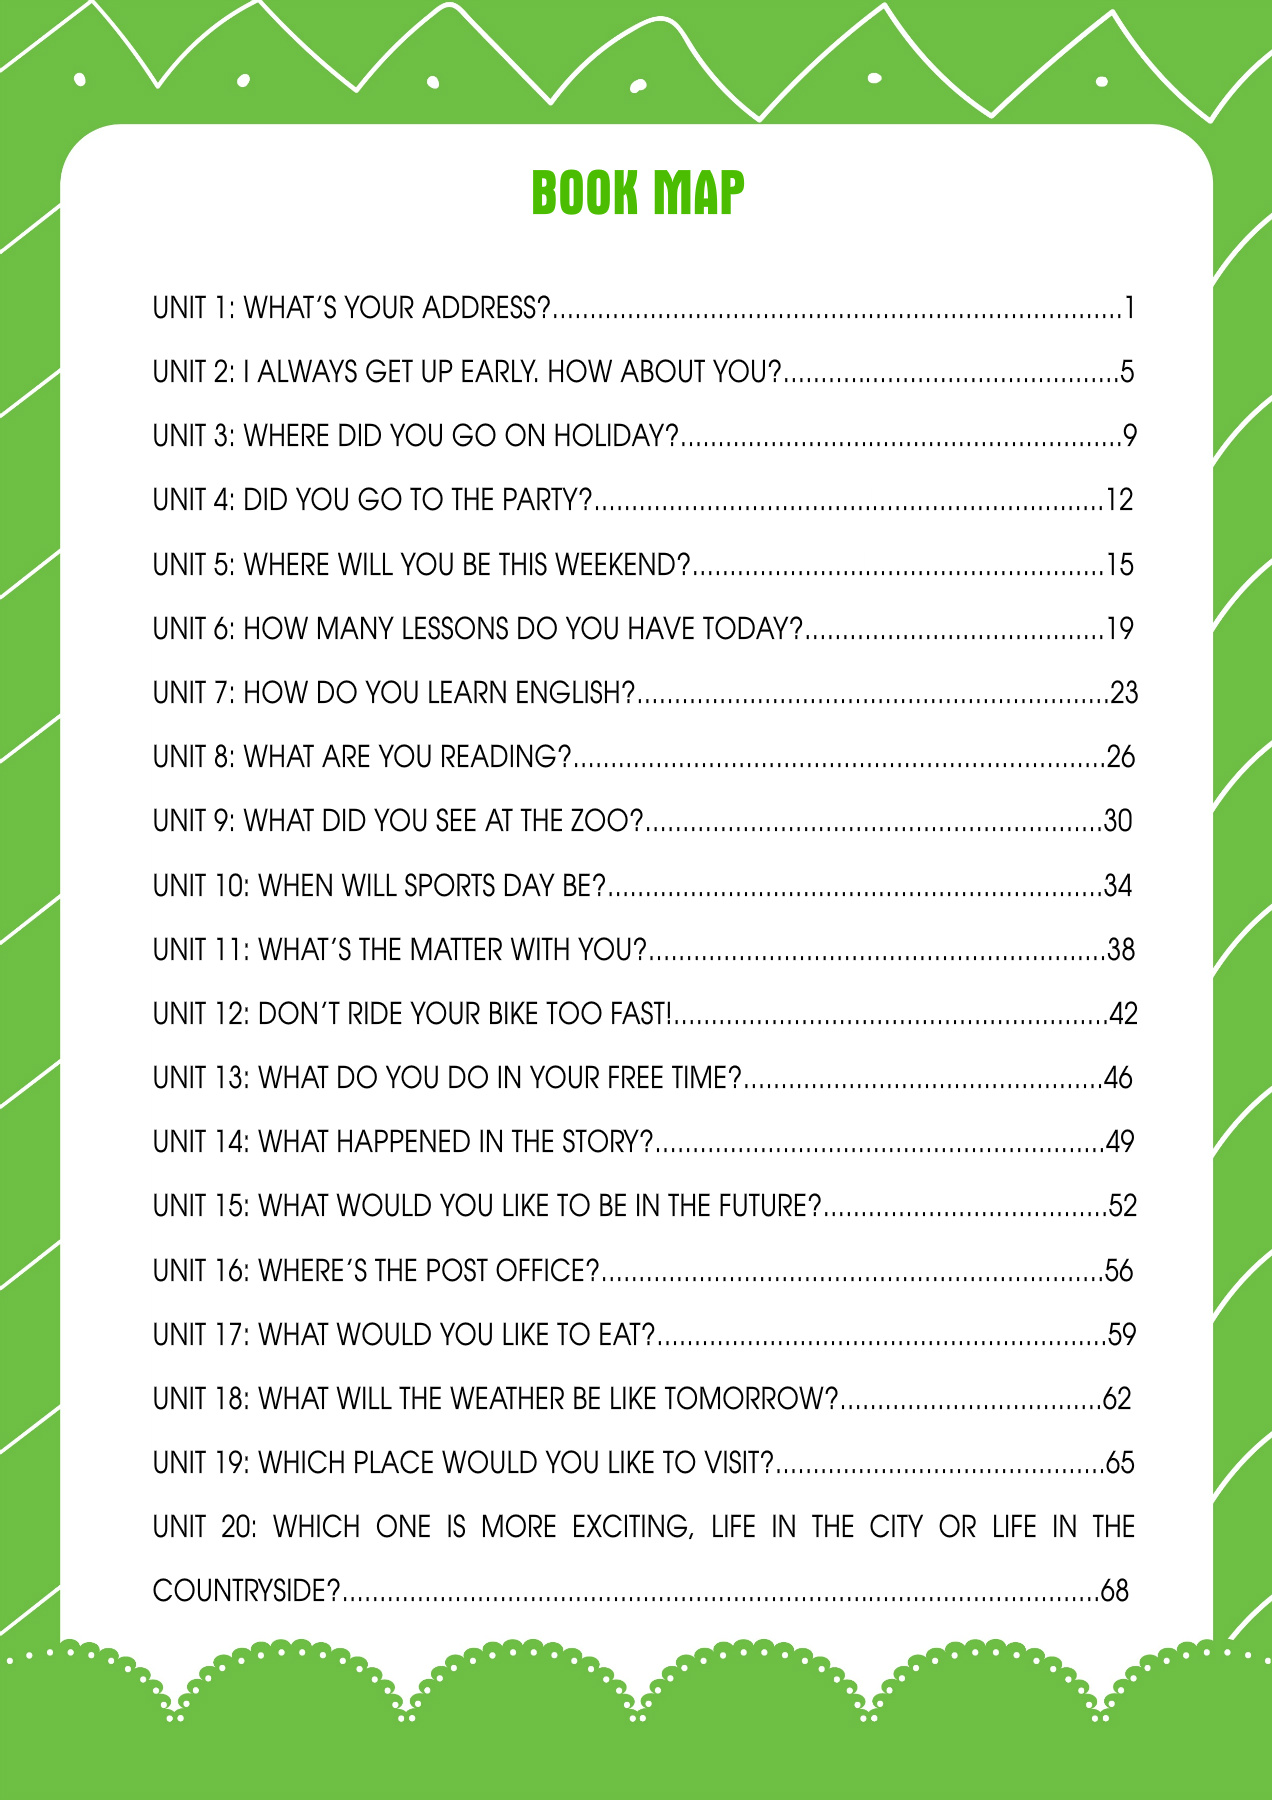 BOOK MAP
UNIT 1: WHAT'S YOUR ADDRESS?............................................................................1
UNIT 2: I ALWAYS GET UP EARLY. HOW ABOUT YOU?.............................................5
UNIT 3: WHERE DID YOU GO ON HOLIDAY?...........................................................9
UNIT 4: DID YOU GO TO THE PARTY?....................................................................12
UNIT 5: WHERE WILL YOU BE THIS WEEKEND?.......................................................15
UNIT 6: HOW MANY LESSONS DO YOU HAVE TODAY?........................................19
UNIT 7: HOW DO YOU LEARN ENGLISH?...............................................................23
UNIT 8: WHAT ARE YOU READING?.......................................................................26
UNIT 9: WHAT DID YOU SEE AT THE ZOO?.............................................................30
UNIT 10: WHEN WILL SPORTS DAY BE?..................................................................34
UNIT 11: WHAT'S THE MATTER WITH YOU?.............................................................38
UNIT 12: DON'T RIDE YOUR BIKE TOO FAST!..........................................................42
UNIT 13: WHAT DO YOU DO IN YOUR FREE TIME?................................................46
UNIT 14: WHAT HAPPENED IN THE STORY?............................................................49
UNIT 15: WHAT WOULD YOU LIKE TO BE IN THE FUTURE?......................................52
UNIT 16: WHERE'S THE POST OFFICE?...................................................................56
UNIT 17: WHAT WOULD YOU LIKE TO EAT?............................................................59
UNIT 18: WHAT WILL THE WEATHER BE LIKE TOMORROW?...................................62
UNIT 19: WHICH PLACE WOULD YOU LIKE TO VISIT?............................................65
UNIT 20: WHICH ONE IS MORE EXCITING, LIFE IN THE CITY OR LIFE IN THE
COUNTRYSIDE?.....................................................................................................68